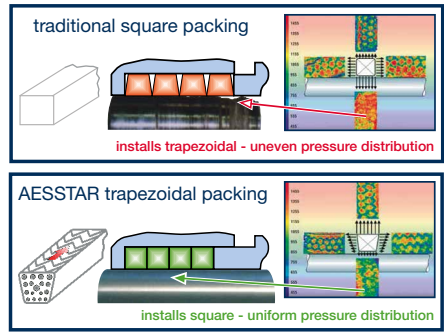 traditional square packing
installs trapezoidal - uneven pressure distribution
AESSTAR trapezoidal packing
installs square - uniform pressure distribution